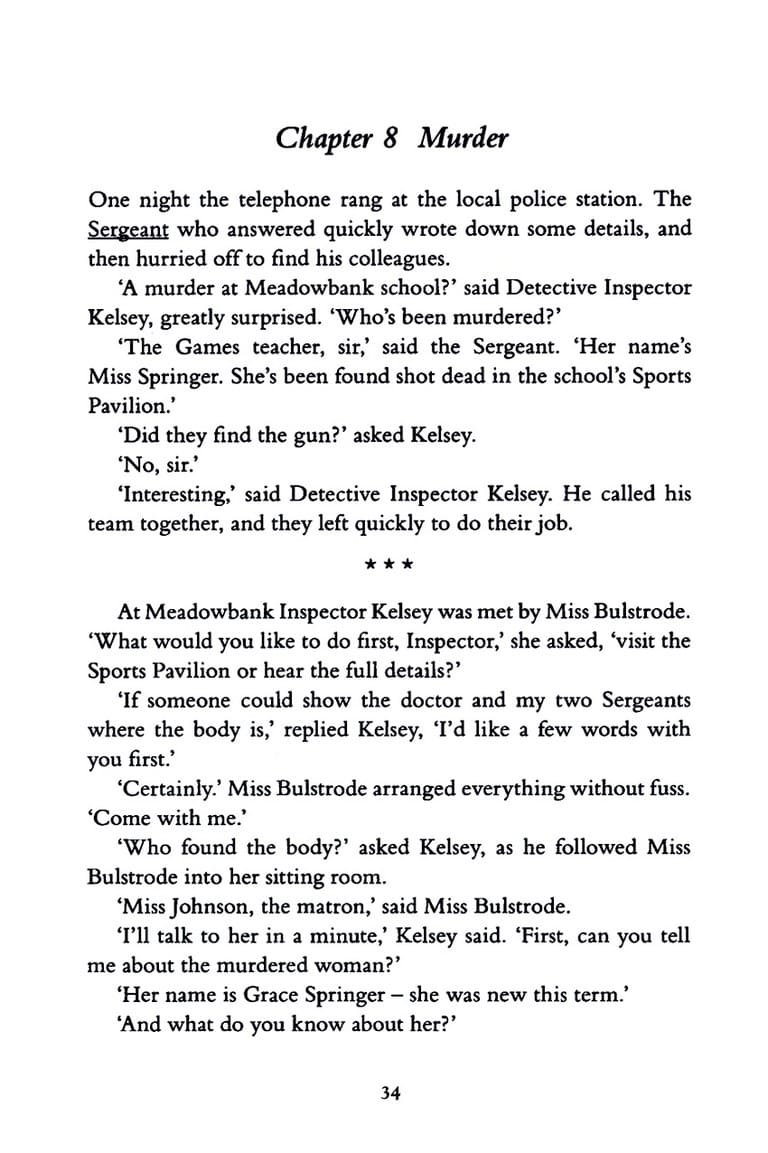 Chapter 8 Murder
One night the telephone rang at the local police station. The
Sergeant who answered quickly wrote down some details, and
then hurried off to find his colleagues.
‘A murder at Meadowbank school?’ said Detective Inspector
Kelsey, greatly surprised. ‘Who’s been murdered?’
‘The Games teacher, sir,’ said the Sergeant. ‘Her name’s
Miss Springer. She’s been found shot dead in the school’s Sports
Pavilion.’
‘Did they find the gun?’ asked Kelsey.
‘No, sir.’
‘Interesting,’ said Detective Inspector Kelsey. He called his
team together, and they left quickly to do their job.
★ ★ ★
At Meadowbank Inspector Kelsey was met by Miss Bulstrode.
‘What would you like to do first, Inspector,’ she asked, ‘visit the
Sports Pavilion or hear the full details?’
‘If someone could show the doctor and my two Sergeants
where the body is,’ replied Kelsey, ‘I’d like a few words with
you first.’
‘Certainly.’ Miss Bulstrode arranged everything without fuss.
‘Come with me.’
‘Who found the body?’ asked Kelsey, as he followed Miss
Bulstrode into her sitting room.
‘Miss Johnson, the matron,’ said Miss Bulstrode.
‘I’ll talk to her in a minute,’ Kelsey said. ‘First, can you tell
me about the murdered woman?’
‘Her name is Grace Springer – she was new this term.’
‘And what do you know about her?’
34